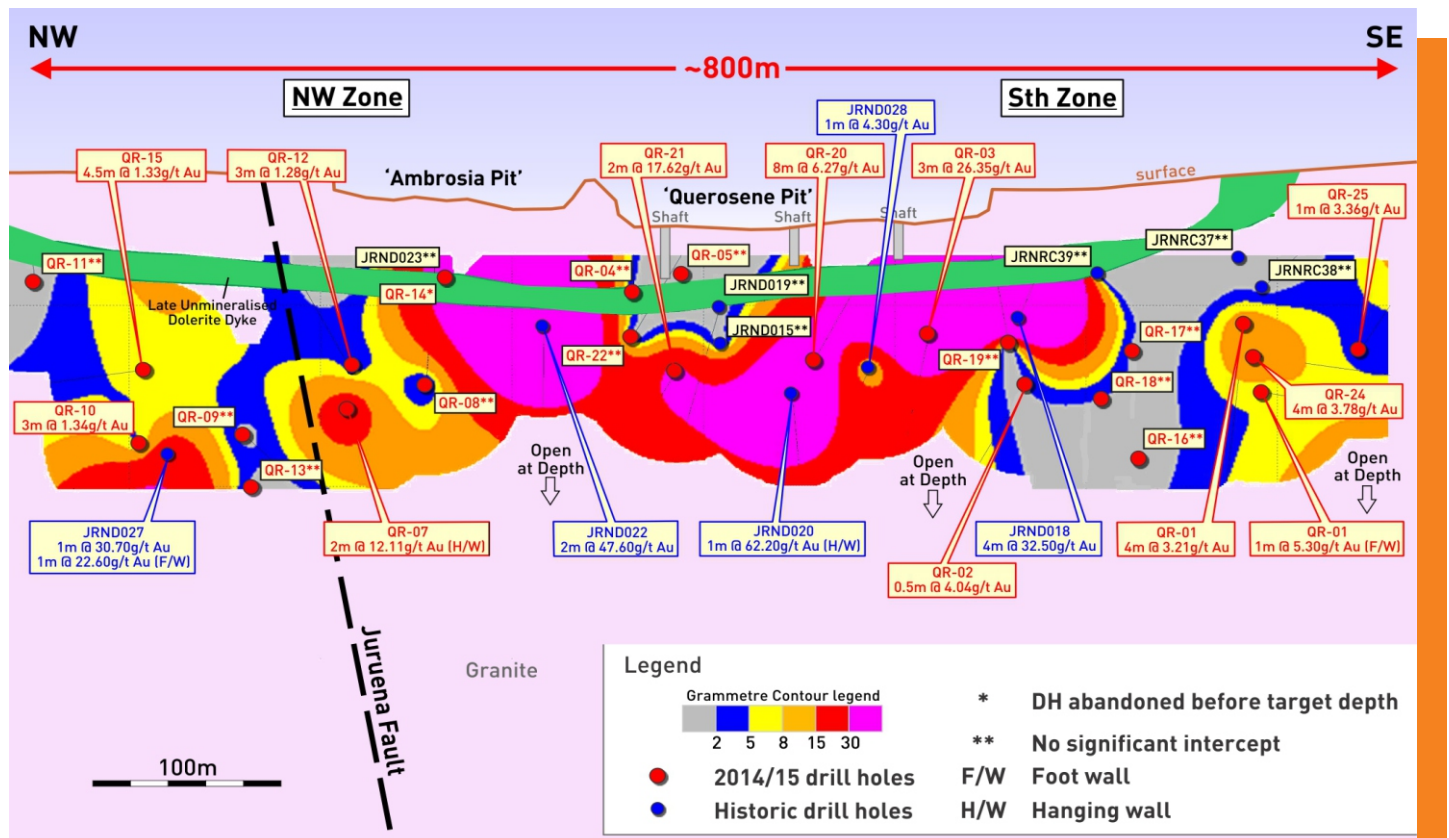 NW
SE
~800m
NW Zone
Sth Zone
JRND028
1m @ 4.30g/t Au
QR-15
4.5m @ 1.33g/t Au
QR-12
3m @ 1.28g/t Au
'Ambrosia Pit'
QR-21
2m @ 17.62g/t Au
QR-20
8m @ 6.27g/t Au
QR-03
3m @ 26.35g/t Au
surface
'Querosene Pit'
Shaft
Shaft
Shaft
QR-25
1m @ 3.36g/t Au
QR-11**
JRND023**
QR-14*
QR-04**
QR-05**
JRND019**
JRND015**
JRNRC39**
JRNRC37**
JRNRC38**
Late Unmineralised
Dolerite Dyke
QR-22**
QR-19**
QR-17**
QR-18**
QR-08**
QR-10
3m @ 1.34g/t Au
QR-09**
QR-13**
QR-16**
QR-24
4m @ 3.78g/t Au
Open
at Depth
Open
at Depth
Open
at Depth
JRND027
1m @ 30.70g/t Au
1m @ 22.60g/t Au (F/W)
QR-07
2m @ 12.11g/t Au (H/W)
JRND022
2m @ 47.60g/t Au
JRND020
1m @ 62.20g/t Au (H/W)
QR-02
0.5m @ 4.04g/t Au
JRND018
4m @ 32.50g/t Au
QR-01
4m @ 3.21g/t Au
QR-01
1m @ 5.30g/t Au (F/W)
Juruena Fault
Granite
100m
Legend
Grammetre Contour legend
2 5 8 15 30
* DH abandoned before target depth
** No significant intercept
2014/15 drill holes
F/W Foot wall
Historic drill holes
H/W Hanging wall